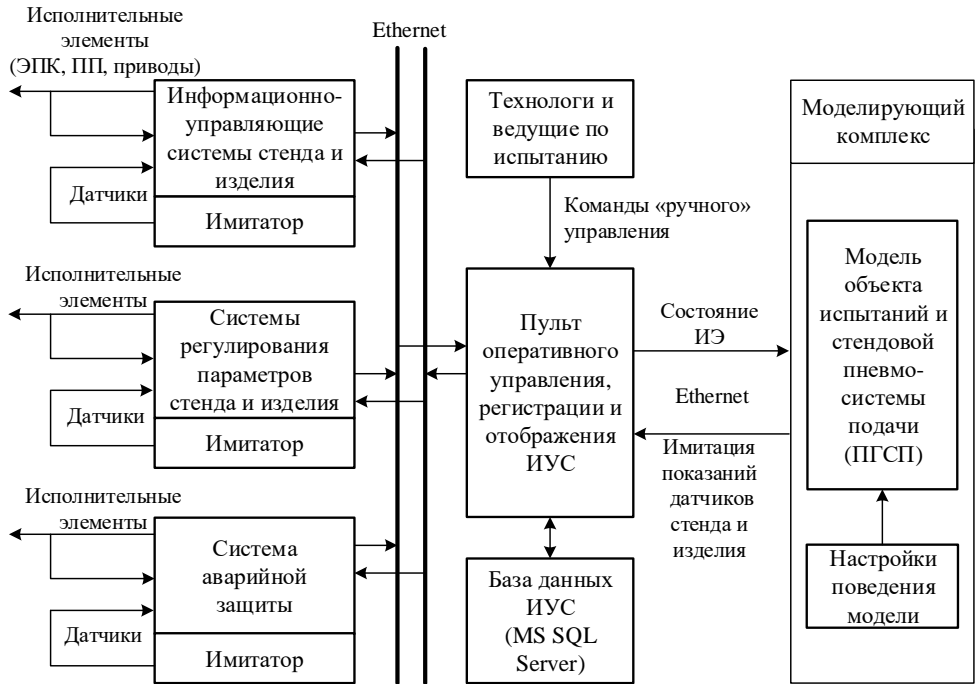 Исполнительные
элементы
(ЭПК, ПП, приводы)
Информационно-
управляющие
системы стенда и
изделия
Датчики
Имитатор
Исполнительные
элементы
Системы
регулирования
параметров
стенда и изделия
Датчики
Имитатор
Исполнительные
элементы
Система
аварийной
защиты
Датчики
Имитатор
Ethernet
Технологи и
ведущие по
испытанию
Команды «ручного»
управления
Пульт
оперативного
управления,
регистрации и
отображения
ИУС
База данных
ИУС
(MS SQL
Server)
Состояние
ИЭ
Ethernet
Имитация
показаний
датчиков
стенда и
изделия
Моделирующий
комплекс
Модель
объекта
испытаний и
стендовой
пневмо-
системы
подачи
(ПГСП)
Настройки
поведения
модели